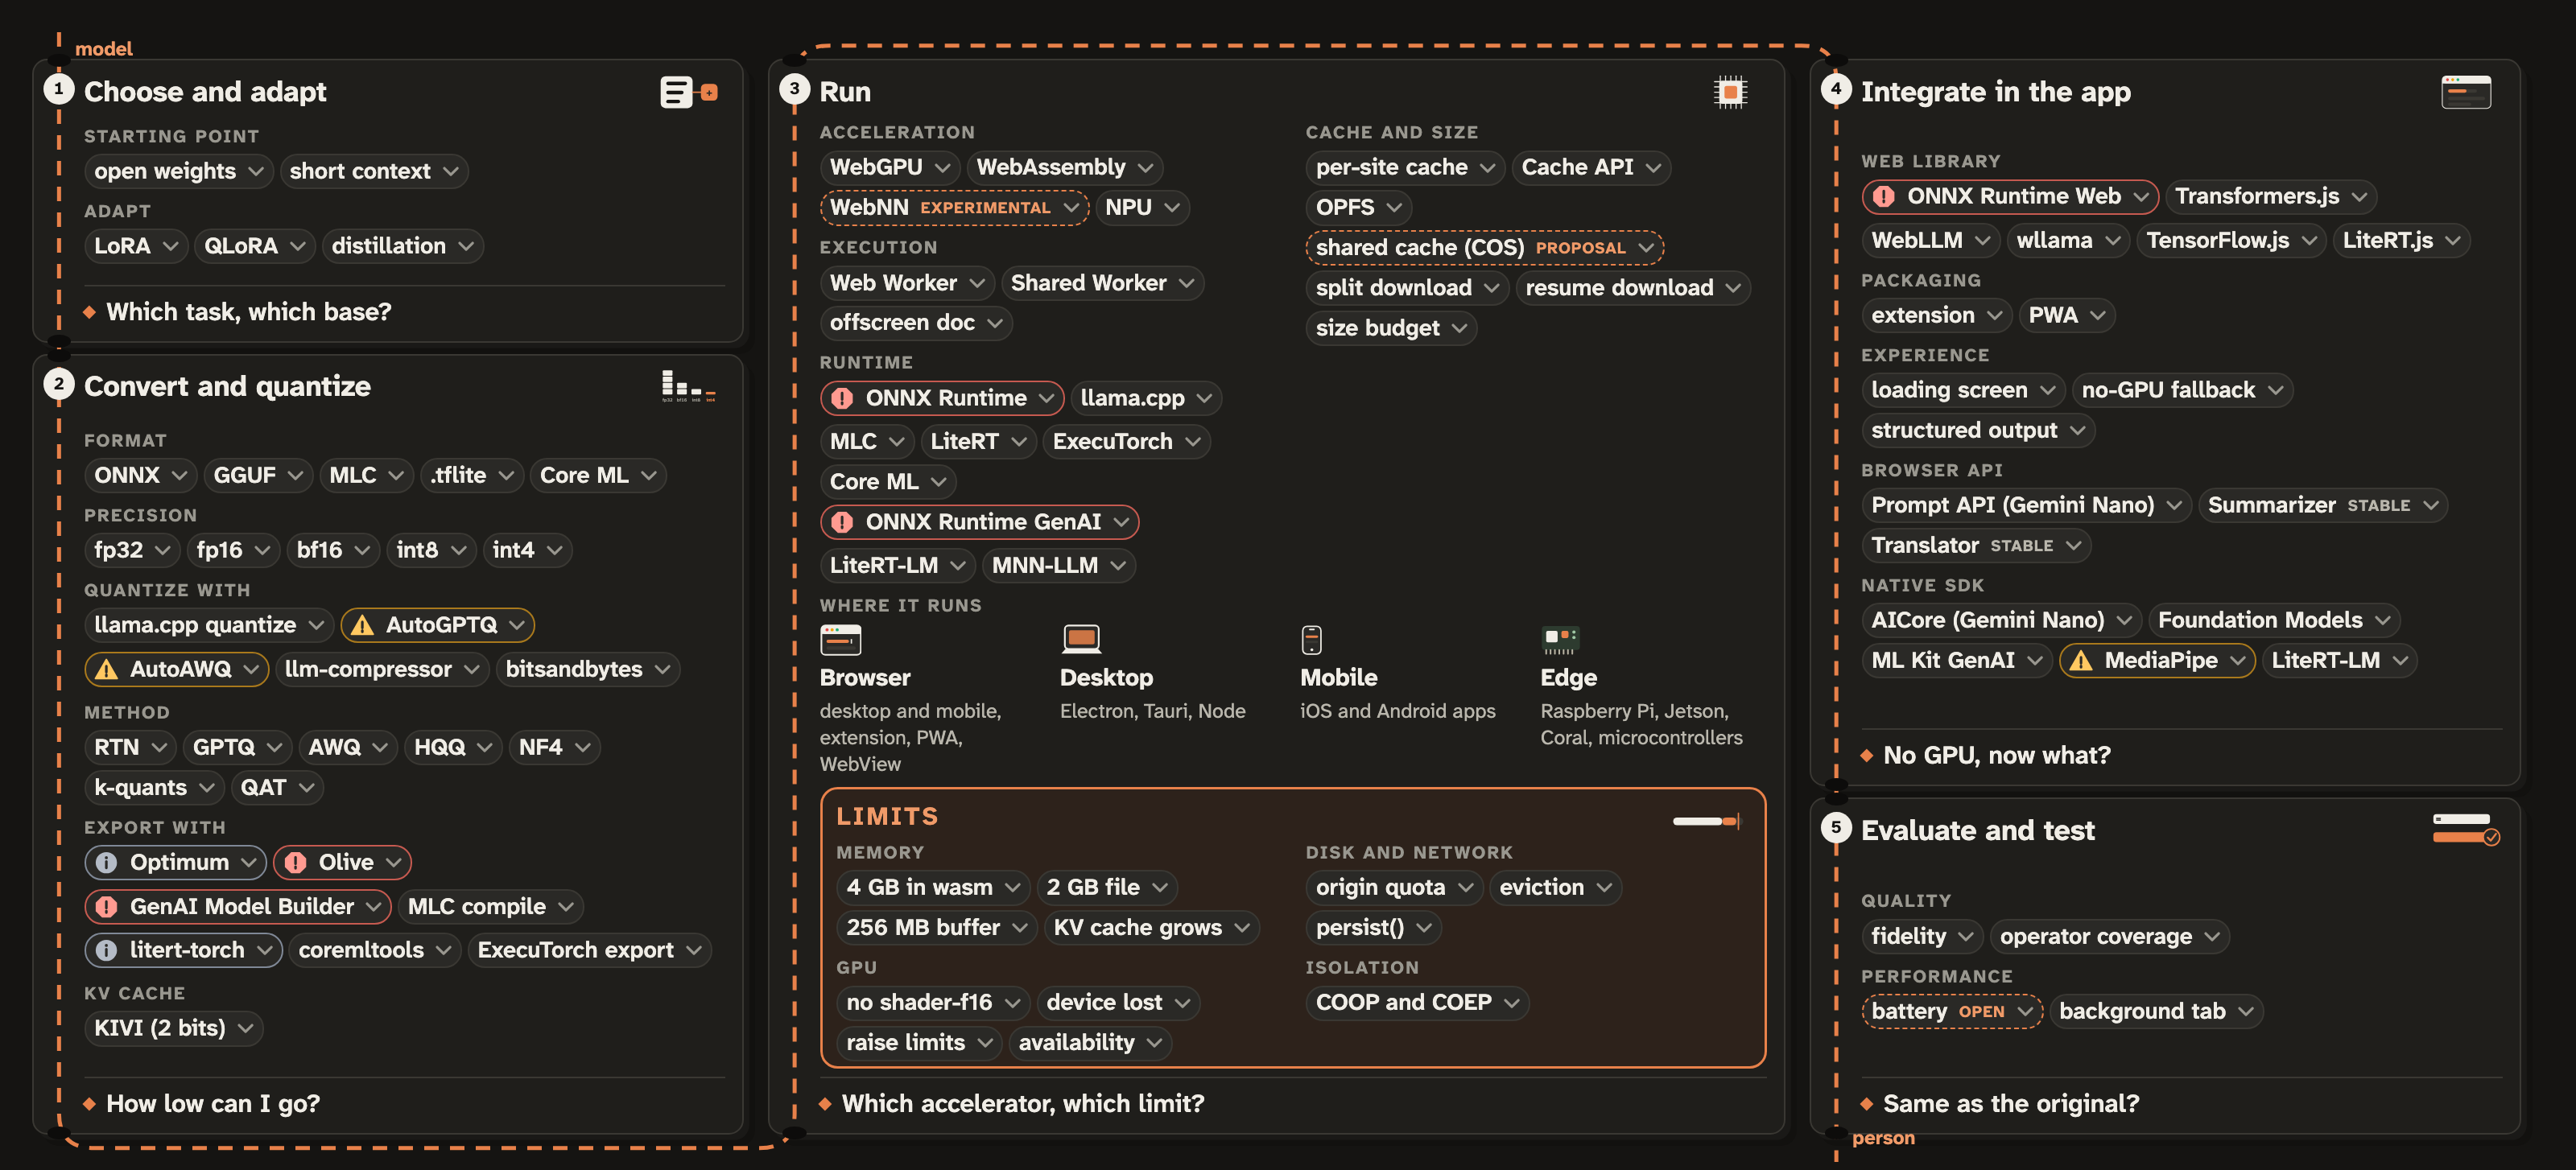 model
1 Choose and adapt
STARTING POINT
open weights short context
ADAPT
LoRA QLoRA distillation
Which task, which base?
2 Convert and quantize
fp32 bf16 int8 int4
FORMAT
ONNX GGUF MLC .tflite Core ML
PRECISION
fp32 fp16 bf16 int8 int4
QUANTIZE WITH
llama.cpp quantize AutoGPTQ
AutoAWQ llm-compressor bitsandbytes
METHOD
RTN GPTQ AWQ HQQ NF4
k-quants QAT
EXPORT WITH
Optimum Olive
GenAI Model Builder MLC compile
litert-torch coremltools ExecuTorch export
KV CACHE
KIVI (2 bits)
How low can I go?
3 Run
ACCELERATION
WebGPU WebAssembly
WebNN EXPERIMENTAL NPU
EXECUTION
Web Worker Shared Worker
offscreen doc
RUNTIME
ONNX Runtime llama.cpp
MLC LiteRT ExecuTorch
Core ML
ONNX Runtime GenAI
LiteRT-LM MNN-LLM
CACHE AND SIZE
per-site cache Cache API
OPFS
shared cache (COS) PROPOSAL
split download resume download
size budget
WHERE IT RUNS
Browser
desktop and mobile,
extension, PWA,
WebView
Desktop
Electron, Tauri, Node
Mobile
iOS and Android apps
Edge
Raspberry Pi, Jetson,
Coral, microcontrollers
LIMITS
MEMORY
4 GB in wasm 2 GB file
256 MB buffer KV cache grows
GPU
no shader-f16 device lost
raise limits availability
DISK AND NETWORK
origin quota eviction
persist()
ISOLATION
COOP and COEP
Which accelerator, which limit?
4 Integrate in the app
WEB LIBRARY
ONNX Runtime Web Transformers.js
WebLLM wllama TensorFlow.js LiteRT.js
PACKAGING
extension PWA
EXPERIENCE
loading screen no-GPU fallback
structured output
BROWSER API
Prompt API (Gemini Nano) Summarizer STABLE
Translator STABLE
NATIVE SDK
AICore (Gemini Nano) Foundation Models
ML Kit GenAI MediaPipe LiteRT-LM
No GPU, now what?
5 Evaluate and test
QUALITY
fidelity operator coverage
PERFORMANCE
battery OPEN background tab
Same as the original?
person